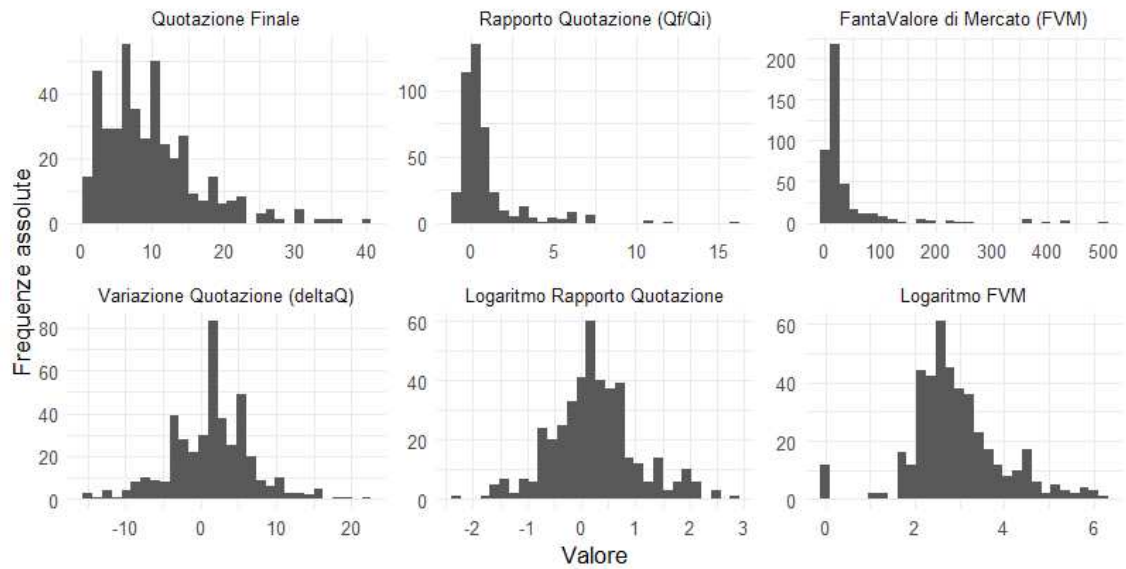 Quotazione Finale
Rapporto Quotazione (Qf/Qi)
FantaValore di Mercato (FVM)
40
20
0
0 10 20 30 40
100
50
0
0 5 10 15
200
150
100
50
0
0 100 200 300 400 500
Variazione Quotazione (deltaQ)
Logaritmo Rapporto Quotazione
Logaritmo FVM
80
60
40
20
0
-10 0 10 20
60
40
20
0
-2 -1 0 1 2 3
60
40
20
0
0 2 4 6
Frequenze assolute
Valore